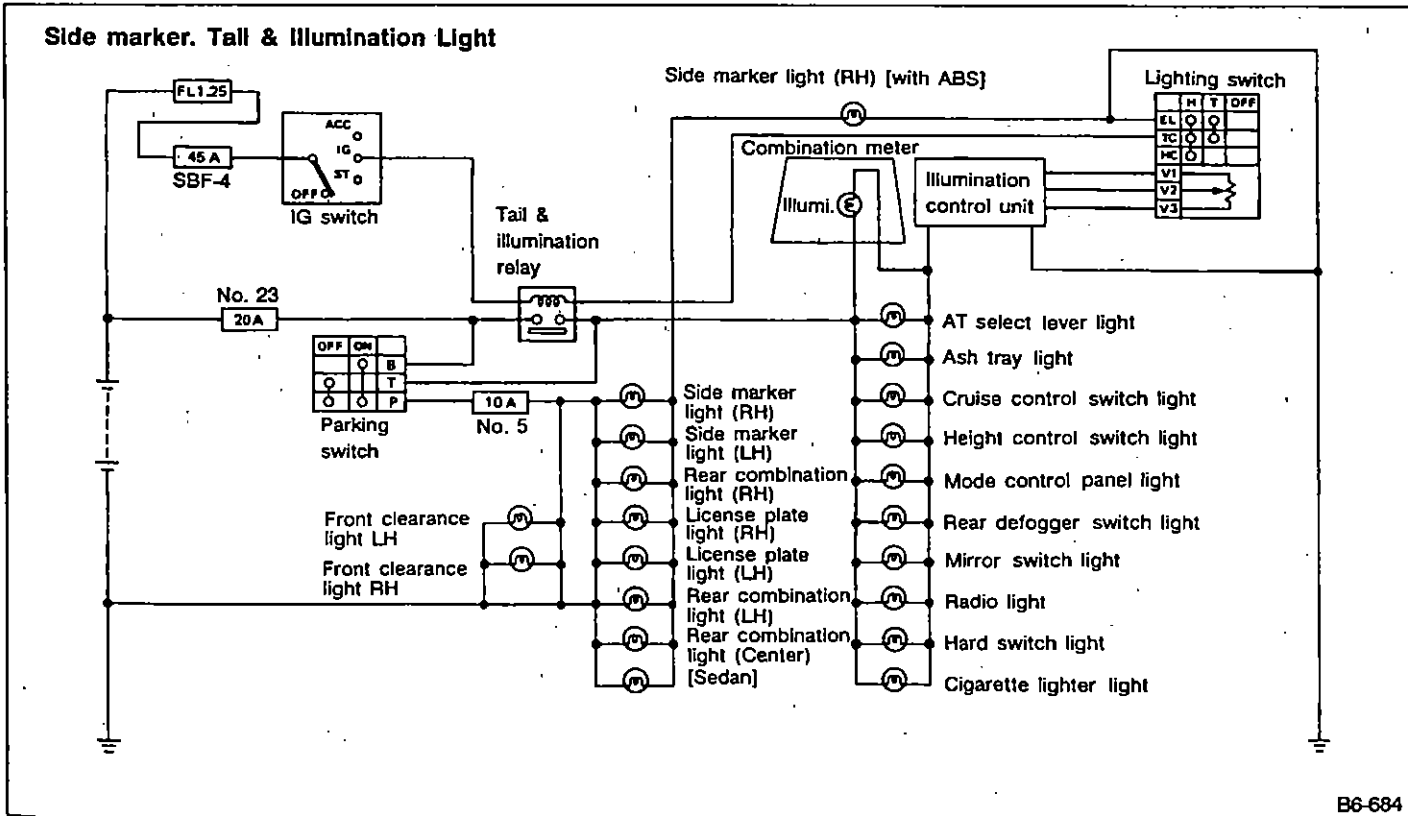 Side marker. Tail & Illumination Light
FL1.25
45 A
SBF-4
ACC
IG
ST
OFF
IG switch
Side marker light (RH) [with ABS]
Lighting switch
H T OFF
EL
TC
HC
V1
V2
V3
Combination meter
Illumi.
Illumination
control unit
Tail &
illumination
relay
No. 23
20A
OFF ON
B
T
P
Parking
switch
10 A
No. 5
Side marker
light (RH)
Side marker
light (LH)
Rear combination
light (RH)
License plate
light (RH)
License plate
light (LH)
Rear combination
light (LH)
Rear combination
light (Center)
[Sedan]
Front clearance
light LH
Front clearance
light RH
AT select lever light
Ash tray light
Cruise control switch light
Height control switch light
Mode control panel light
Rear defogger switch light
Mirror switch light
Radio light
Hard switch light
Cigarette lighter light
B6-684